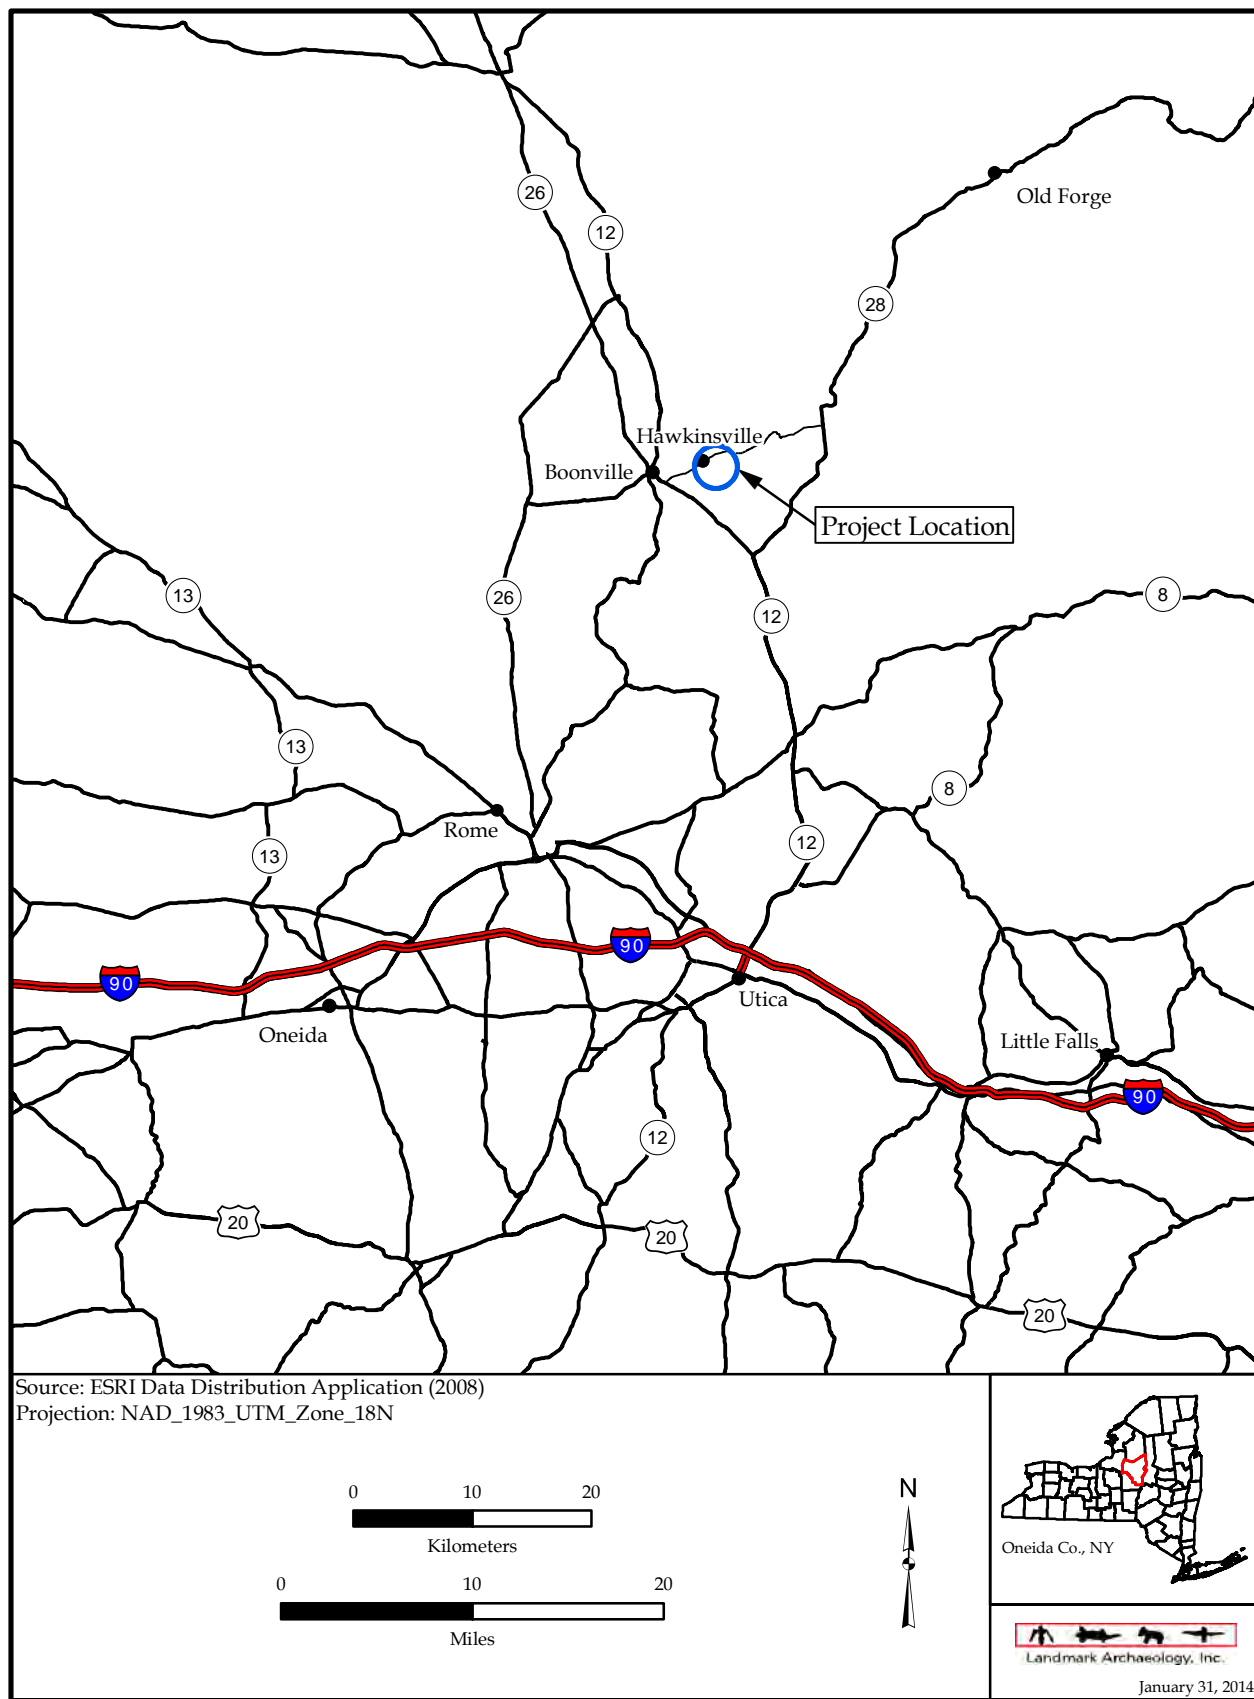 26
12
Old Forge
28
Hawkinsville
Boonville
Project Location
13
26
12
8
13
8
Rome
12
13
90
90
Utica
Oneida
Little Falls
90
12
20
20
20
Source: ESRI Data Distribution Application (2008)
Projection: NAD_1983_UTM_Zone_18N
0 10 20
Kilometers
0 10 20
Miles
N
Oneida Co., NY
Landmark Archaeology, Inc.
January 31, 2014